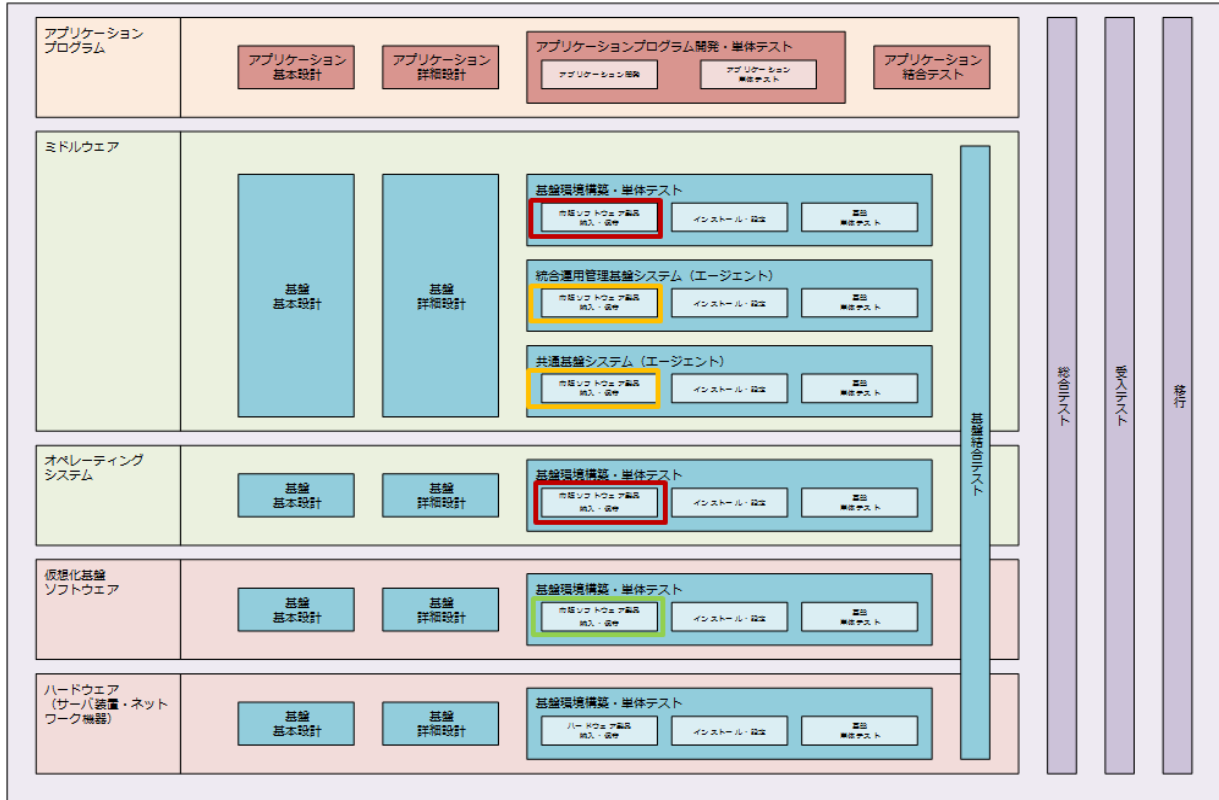 アプリケーション
プログラム
アプリケーション
基本設計
アプリケーション
詳細設計
アプリケーションプログラム開発・単体テスト
アプリケーション開発
アプリケーション
単体テスト
アプリケーション
結合テスト
ミドルウェア
基盤
基本設計
基盤
詳細設計
基盤環境構築・単体テスト
市販ソフトウェア製品
納入・保守
インストール・設定
基盤
単体テスト
統合運用管理基盤システム（エージェント）
市販ソフトウェア製品
納入・保守
インストール・設定
基盤
単体テスト
共通基盤システム（エージェント）
市販ソフトウェア製品
納入・保守
インストール・設定
基盤
単体テスト
オペレーティング
システム
基盤
基本設計
基盤
詳細設計
基盤環境構築・単体テスト
市販ソフトウェア製品
納入・保守
インストール・設定
基盤
単体テスト
仮想化基盤
ソフトウェア
基盤
基本設計
基盤
詳細設計
基盤環境構築・単体テスト
市販ソフトウェア製品
納入・保守
インストール・設定
基盤
単体テスト
ハードウェア
（サーバ装置・ネット
ワーク機器）
基盤
基本設計
基盤
詳細設計
基盤環境構築・単体テスト
ハードウェア製品
納入・保守
インストール・設定
基盤
単体テスト
基盤結合テスト
総合テスト
受入テスト
移行